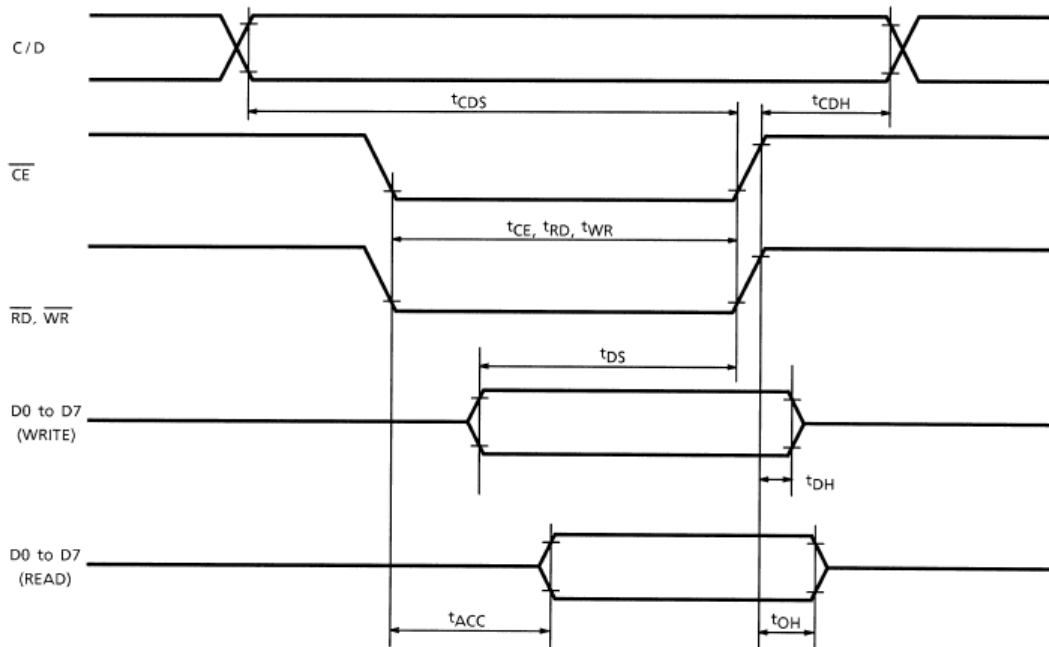 C / D
tCDS
tCDH
CE
tCE, tRD, tWR
RD, WR
tDS
D0 to D7
(WRITE)
tDH
D0 to D7
(READ)
tACC
tOH